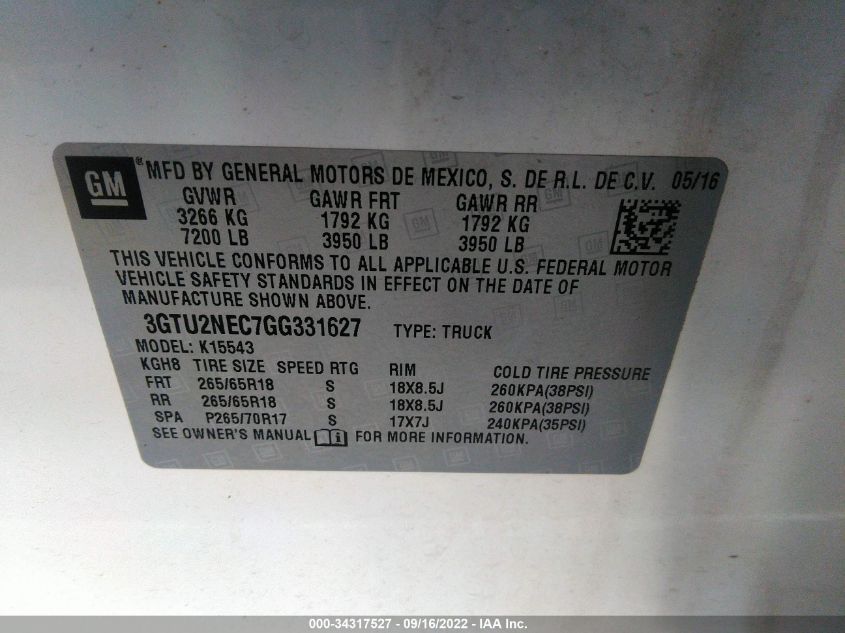 GM ® MFD BY GENERAL MOTORS DE MEXICO, S. DE R.L. DE C.V. 05/16
GVWR GAWR FRT GAWR RR
3266 KG 1792 KG 1792 KG
7200 LB 3950 LB 3950 LB
THIS VEHICLE CONFORMS TO ALL APPLICABLE U.S. FEDERAL MOTOR
VEHICLE SAFETY STANDARDS IN EFFECT ON THE DATE OF
MANUFACTURE SHOWN ABOVE.
3GTU2NEC7GG331627 TYPE: TRUCK
MODEL: K15543
KGH8 TIRE SIZE SPEED RTG RIM COLD TIRE PRESSURE
FRT 265/65R18 S 18X8.5J 260KPA(38PSI)
RR 265/65R18 S 18X8.5J 260KPA(38PSI)
SPA P265/70R17 S 17X7J 240KPA(35PSI)
SEE OWNER'S MANUAL FOR MORE INFORMATION.
000-34317527 - 09/16/2022 - IAA Inc.